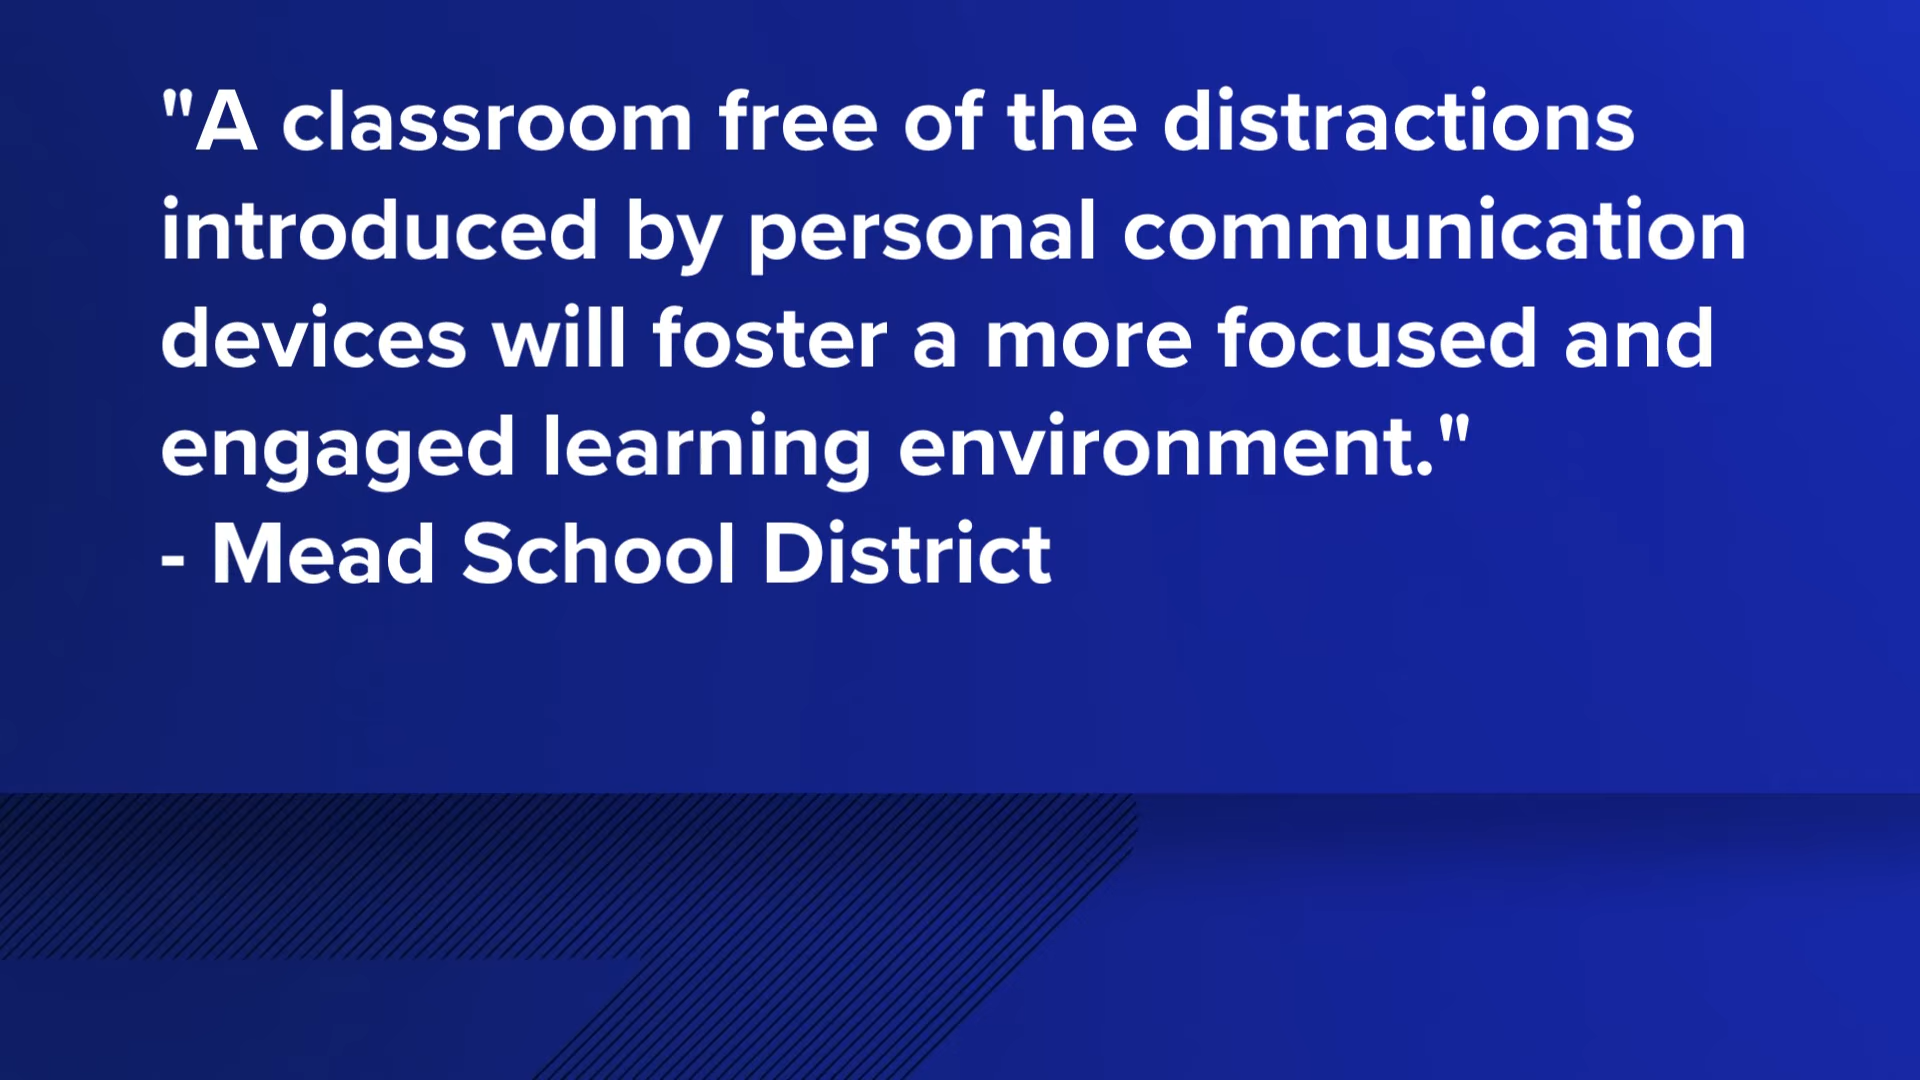 "A classroom free of the distractions
introduced by personal communication
devices will foster a more focused and
engaged learning environment."
- Mead School District